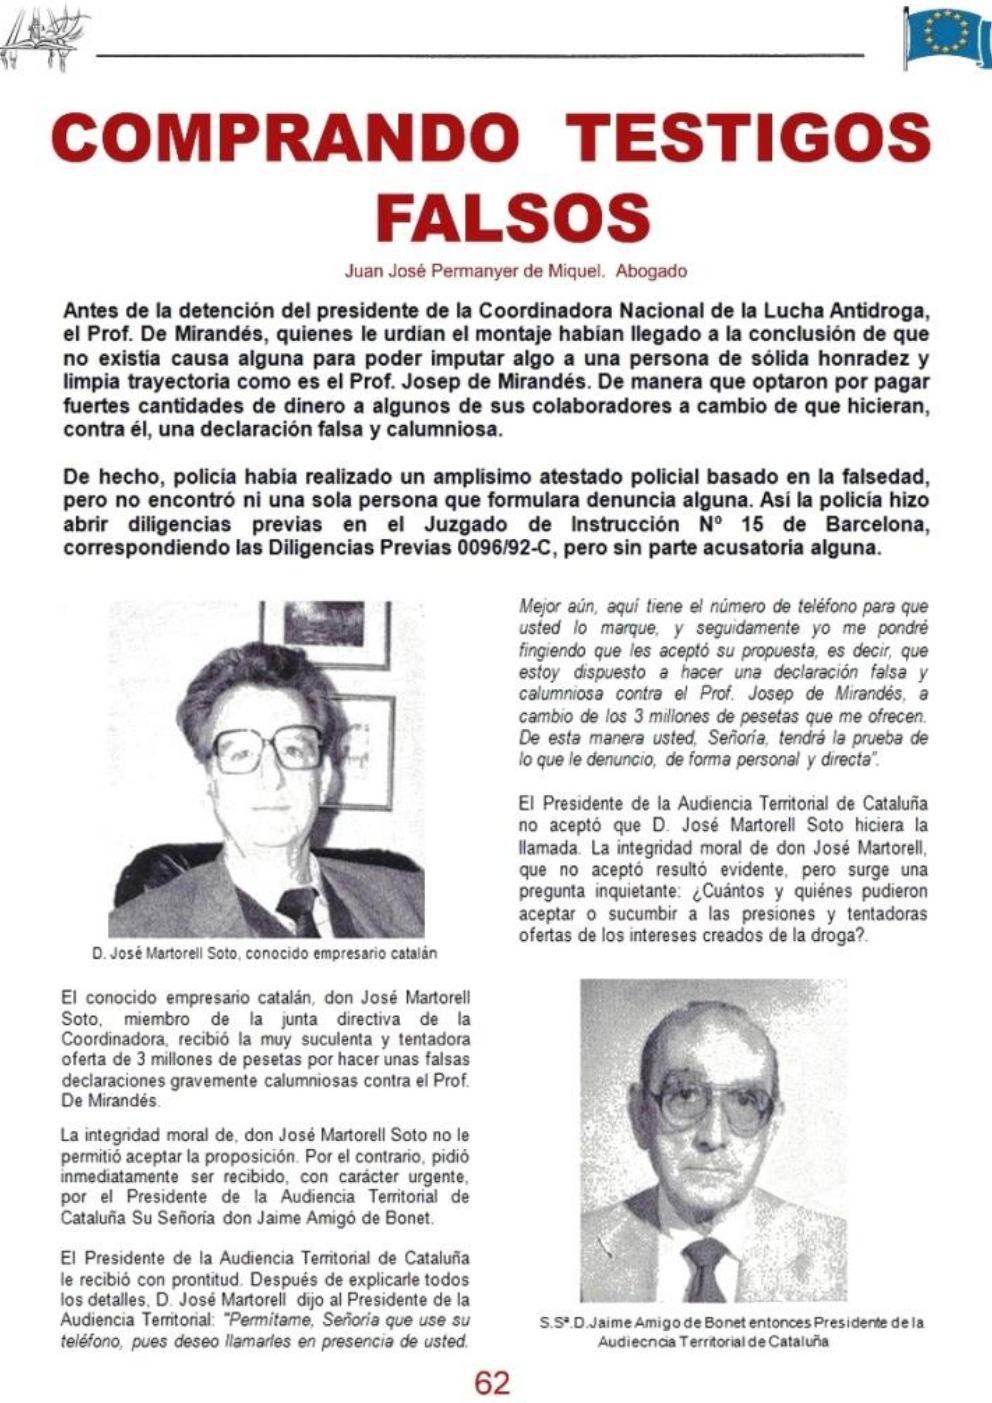 COMPRANDO TESTIGOS
FALSOS
Juan José Permanyer de Miquel. Abogado
Antes de la detención del presidente de la Coordinadora Nacional de la Lucha Antidroga,
el Prof. De Mirandés, quienes le urdían el montaje habían llegado a la conclusión de que
no existía causa alguna para poder imputar algo a una persona de sólida honradez y
limpia trayectoria como es el Prof. Josep de Mirandés. De manera que optaron por pagar
fuertes cantidades de dinero a algunos de sus colaboradores a cambio de que hicieran,
contra él, una declaración falsa y calumniosa.
De hecho, policía había realizado un amplísimo atestado policial basado en la falsedad,
pero no encontró ni una sola persona que formulara denuncia alguna. Así la policía hizo
abrir diligencias previas en el Juzgado de Instrucción Nº 15 de Barcelona,
correspondiendo las Diligencias Previas 0096/92-C, pero sin parte acusatoria alguna.
D. José Martorell Soto, conocido empresario catalán
El conocido empresario catalán, don José Martorell
Soto, miembro de la junta directiva de la
Coordinadora, recibió la muy suculenta y tentadora
oferta de 3 millones de pesetas por hacer unas falsas
declaraciones gravemente calumniosas contra el Prof.
De Mirandés.
La integridad moral de, don José Martorell Soto no le
permitió aceptar la proposición. Por el contrario, pidió
inmediatamente ser recibido, con carácter urgente,
por el Presidente de la Audiencia Territorial de
Cataluña Su Señoría don Jaime Amigó de Bonet.
El Presidente de la Audiencia Territorial de Cataluña
le recibió con prontitud. Después de explicarle todos
los detalles, D. José Martorell dijo al Presidente de la
Audiencia Territorial: "Permítame, Señoría que use su
teléfono, pues deseo llamarles en presencia de usted.
Mejor aún, aquí tiene el número de teléfono para que
usted lo marque, y seguidamente yo me pondré
fingiendo que les aceptó su propuesta, es decir, que
estoy dispuesto a hacer una declaración falsa y
calumniosa contra el Prof. Josep de Mirandés, a
cambio de los 3 millones de pesetas que me ofrecen.
De esta manera usted, Señoría, tendrá la prueba de
lo que le denuncio, de forma personal y directa".
El Presidente de la Audiencia Territorial de Cataluña
no aceptó que D. José Martorell Soto hiciera la
llamada. La integridad moral de don José Martorell,
que no aceptó resultó evidente, pero surge una
pregunta inquietante: ¿Cuántos y quiénes pudieron
aceptar o sucumbir a las presiones y tentadoras
ofertas de los intereses creados de la droga?.
S.Sª.D.Jaime Amigo de Bonet entonces Presidente de la
Audiecncia Territorial de Cataluña
62